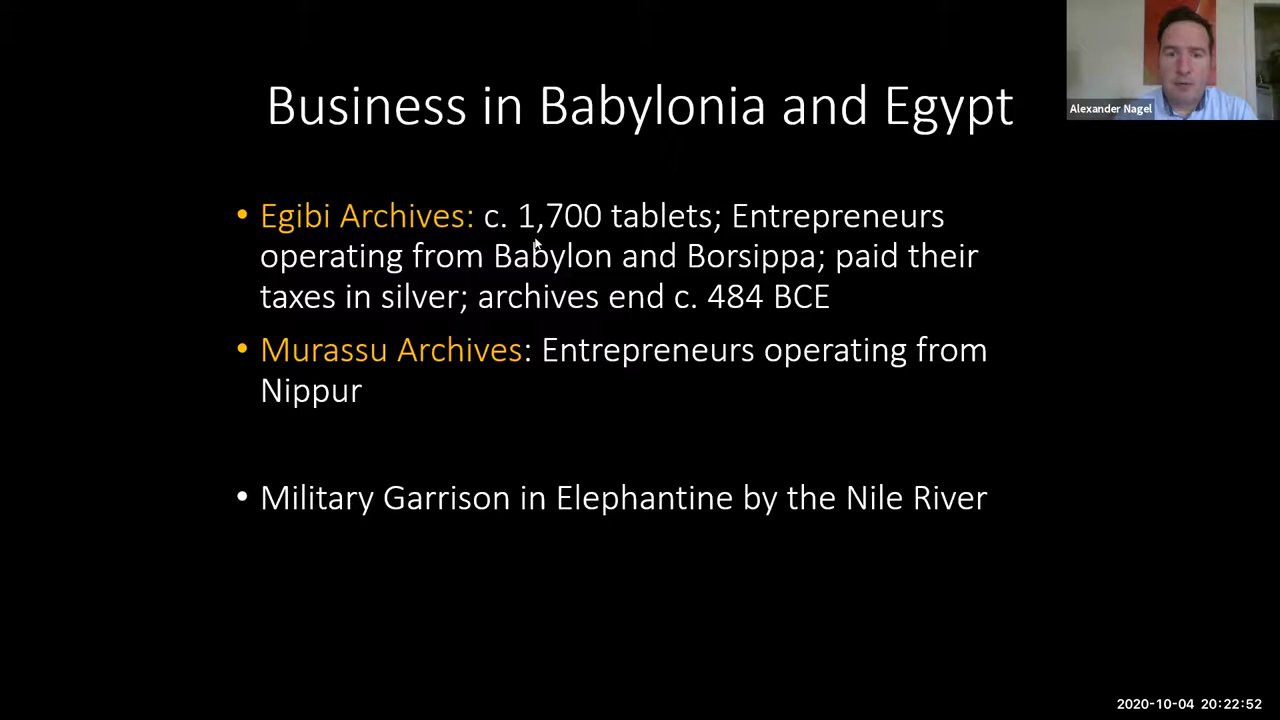 Alexander Nagel
Business in Babylonia and Egypt
• Egibi Archives: c. 1,700 tablets; Entrepreneurs
operating from Babylon and Borsippa; paid their
taxes in silver; archives end c. 484 BCE
• Murassu Archives: Entrepreneurs operating from
Nippur
• Military Garrison in Elephantine by the Nile River
2020-10-04 20:22:52